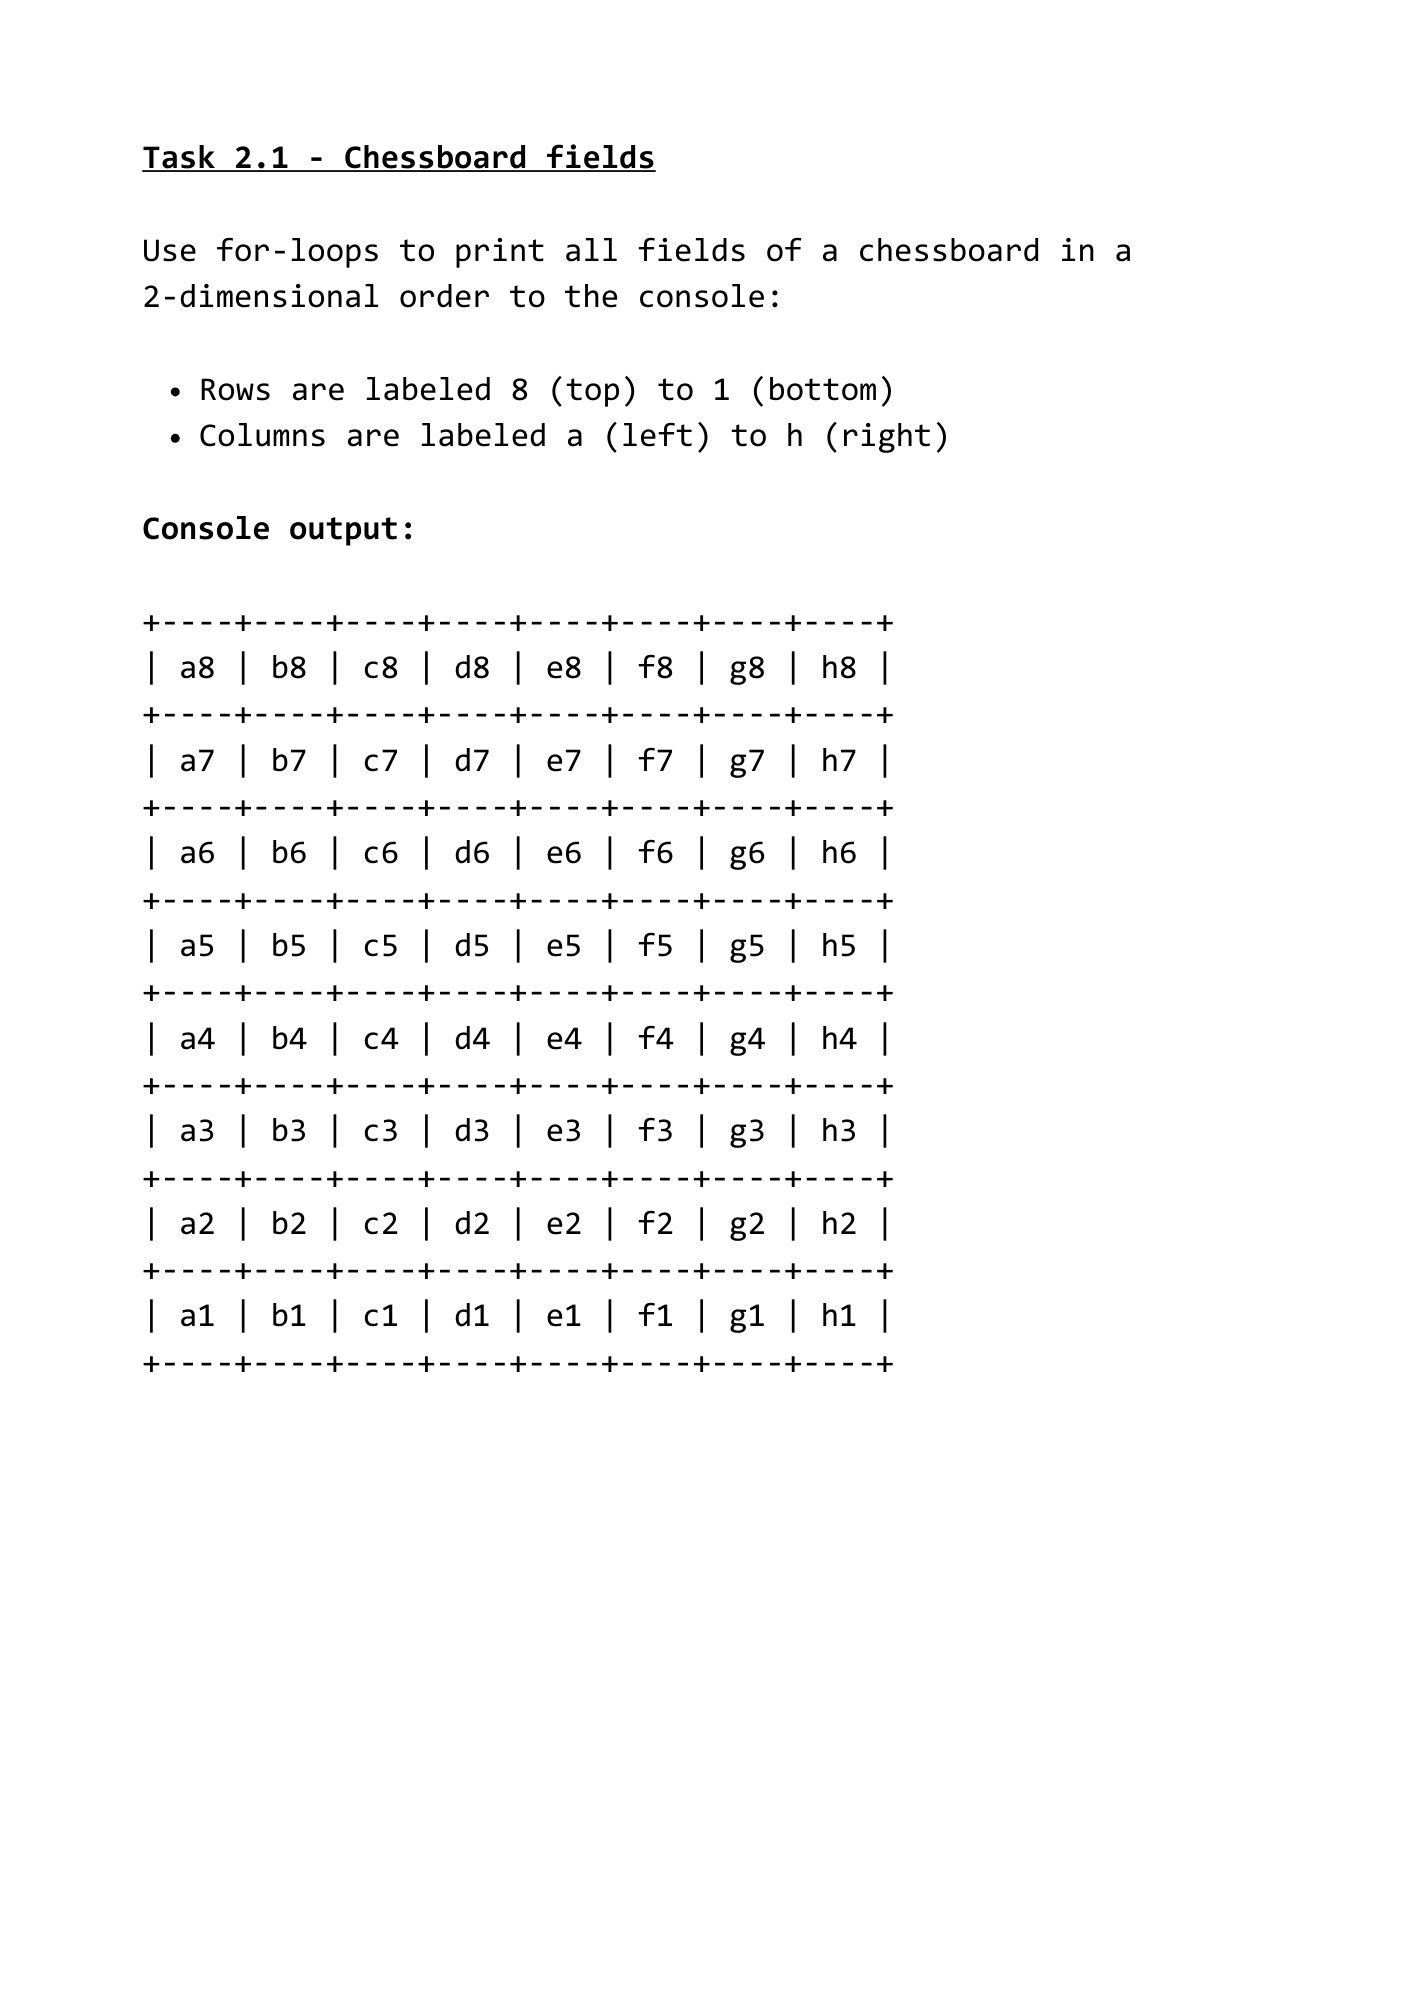 Task 2.1 - Chessboard fields
Use for-loops to print all fields of a chessboard in a
2-dimensional order to the console:
• Rows are labeled 8 (top) to 1 (bottom)
• Columns are labeled a (left) to h (right)
Console output:
+----+----+----+----+----+----+----+----+
| a8 | b8 | c8 | d8 | e8 | f8 | g8 | h8 |
+----+----+----+----+----+----+----+----+
| a7 | b7 | c7 | d7 | e7 | f7 | g7 | h7 |
+----+----+----+----+----+----+----+----+
| a6 | b6 | c6 | d6 | e6 | f6 | g6 | h6 |
+----+----+----+----+----+----+----+----+
| a5 | b5 | c5 | d5 | e5 | f5 | g5 | h5 |
+----+----+----+----+----+----+----+----+
| a4 | b4 | c4 | d4 | e4 | f4 | g4 | h4 |
+----+----+----+----+----+----+----+----+
| a3 | b3 | c3 | d3 | e3 | f3 | g3 | h3 |
+----+----+----+----+----+----+----+----+
| a2 | b2 | c2 | d2 | e2 | f2 | g2 | h2 |
+----+----+----+----+----+----+----+----+
| a1 | b1 | c1 | d1 | e1 | f1 | g1 | h1 |
+----+----+----+----+----+----+----+----+